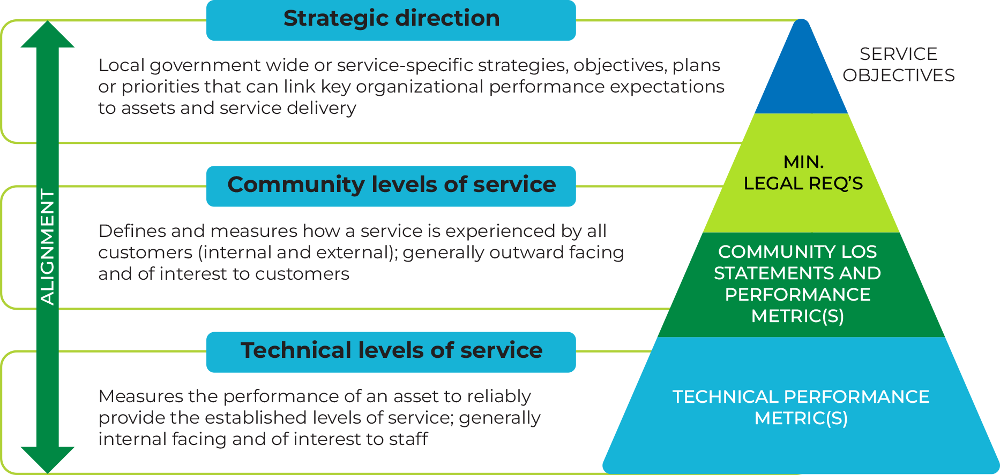 Strategic direction
Local government wide or service-specific strategies, objectives, plans
or priorities that can link key organizational performance expectations
to assets and service delivery
SERVICE
OBJECTIVES
MIN.
LEGAL REQ’S
Community levels of service
Defines and measures how a service is experienced by all
customers (internal and external); generally outward facing
and of interest to customers
COMMUNITY LOS
STATEMENTS AND
PERFORMANCE
METRIC(S)
ALIGNMENT
Technical levels of service
Measures the performance of an asset to reliably
provide the established levels of service; generally
internal facing and of interest to staff
TECHNICAL PERFORMANCE
METRIC(S)